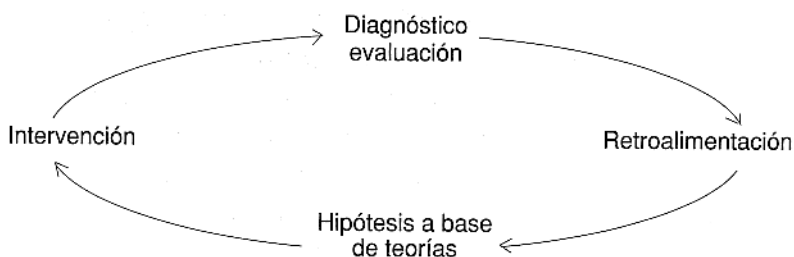 Diagnóstico
evaluación
Intervención
Retroalimentación
Hipótesis a base
de teorías